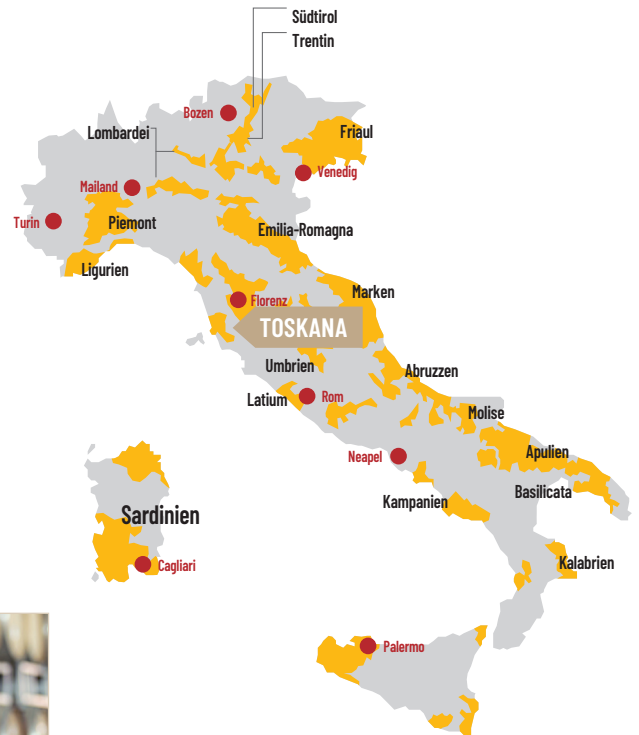 Südtirol
Trentin
Bozen
Lombardei
Friaul
Venedig
Mailand
Turin
Piemont
Emilia-Romagna
Ligurien
Marken
Florenz
TOSKANA
Umbrien
Abruzzen
Latium
Rom
Molise
Neapel
Apulien
Basilicata
Kampanien
Sardinien
Kalabrien
Cagliari
Palermo